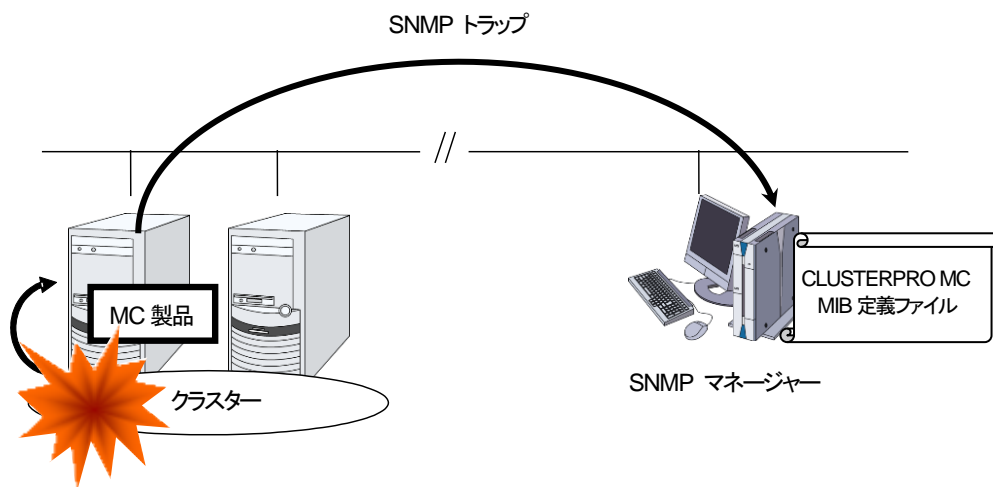 SNMP トラップ
MC 製品
クラスター
CLUSTERPRO MC
MIB 定義ファイル
SNMP マネージャー